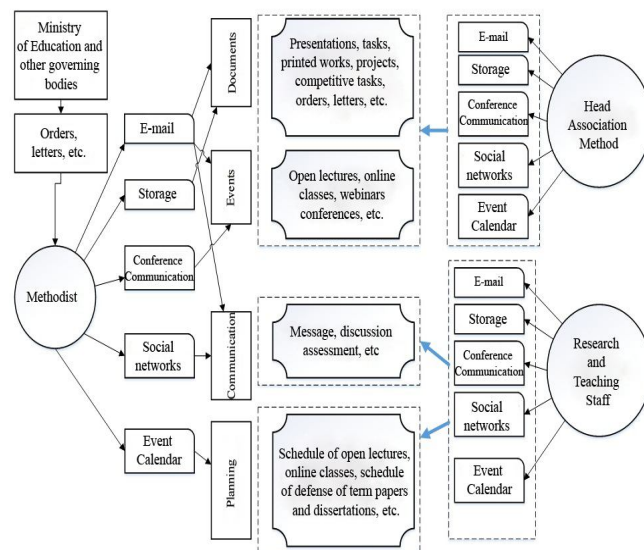 Ministry
of Education and
other governing
bodies
Orders,
letters, etc.
Methodist
E-mail
Storage
Conference
Communication
Social
networks
Event
Calendar
Documents
Events
Communication
Planning
Presentations, tasks,
printed works, projects,
competitive tasks,
orders, letters, etc.
Open lectures, online
classes, webinars
conferences, etc.
Message, discussion
assessment, etc
Schedule of open lectures,
online classes, schedule
of defense of term papers
and dissertations, etc.
E-mail
Storage
Conference
Communication
Social
networks
Event
Calendar
Head
Association
Method
E-mail
Storage
Conference
Communication
Social
networks
Event
Calendar
Research
and
Teaching
Staff